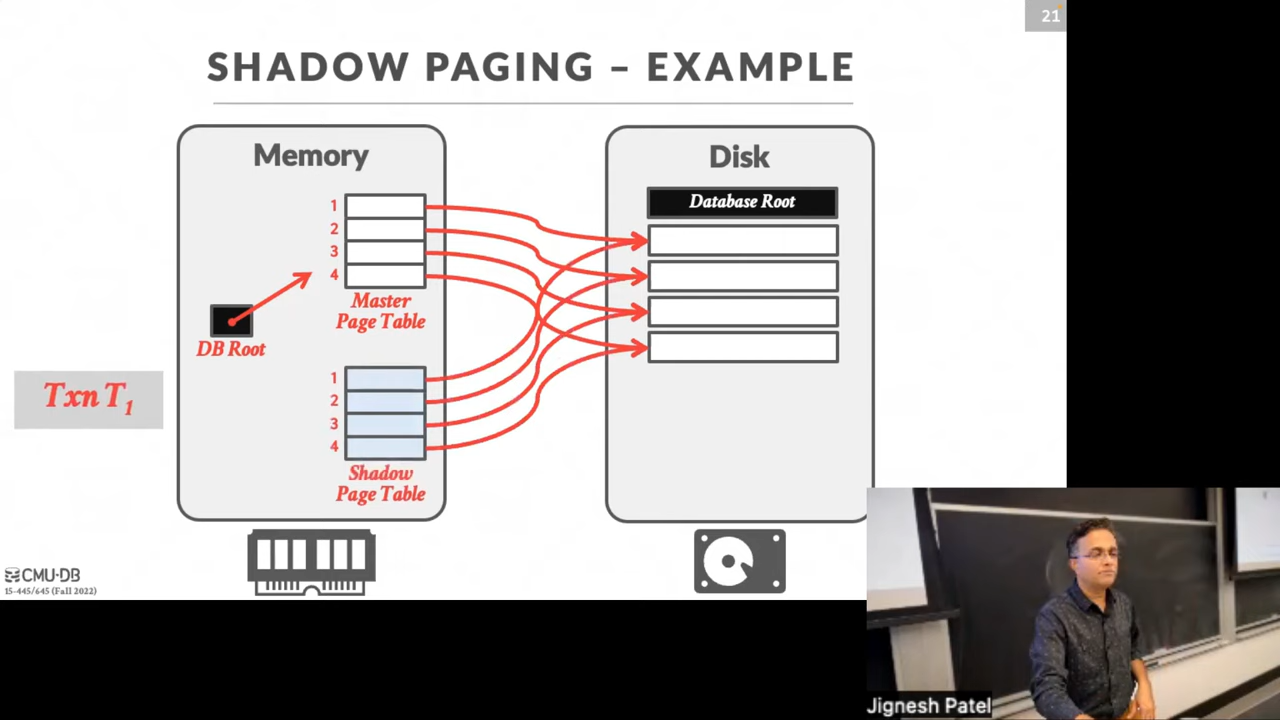 21
SHADOW PAGING – EXAMPLE
Memory
Disk
Database Root
1
2
3
4
Master
Page Table
DB Root
Txn T1
1
2
3
4
Shadow
Page Table
CMU·DB
15-445/645 (Fall 2022)
Jignesh Patel